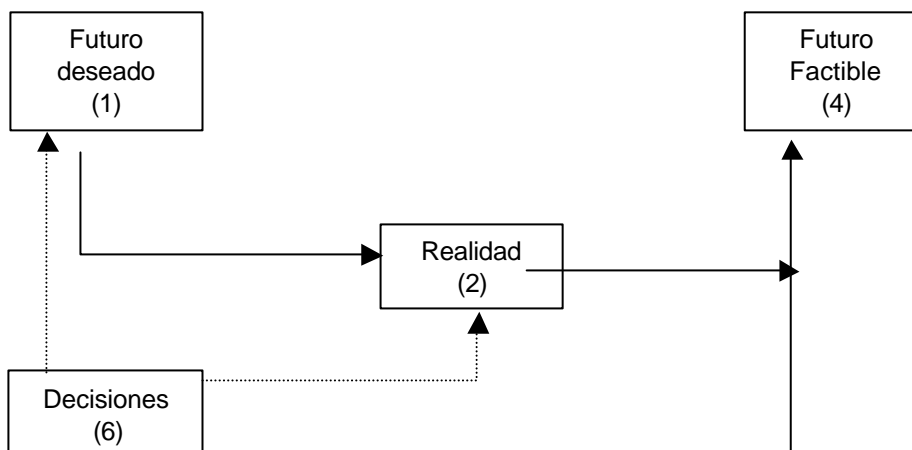 Futuro
deseado
(1)
Futuro
Factible
(4)
Realidad
(2)
Decisiones
(6)